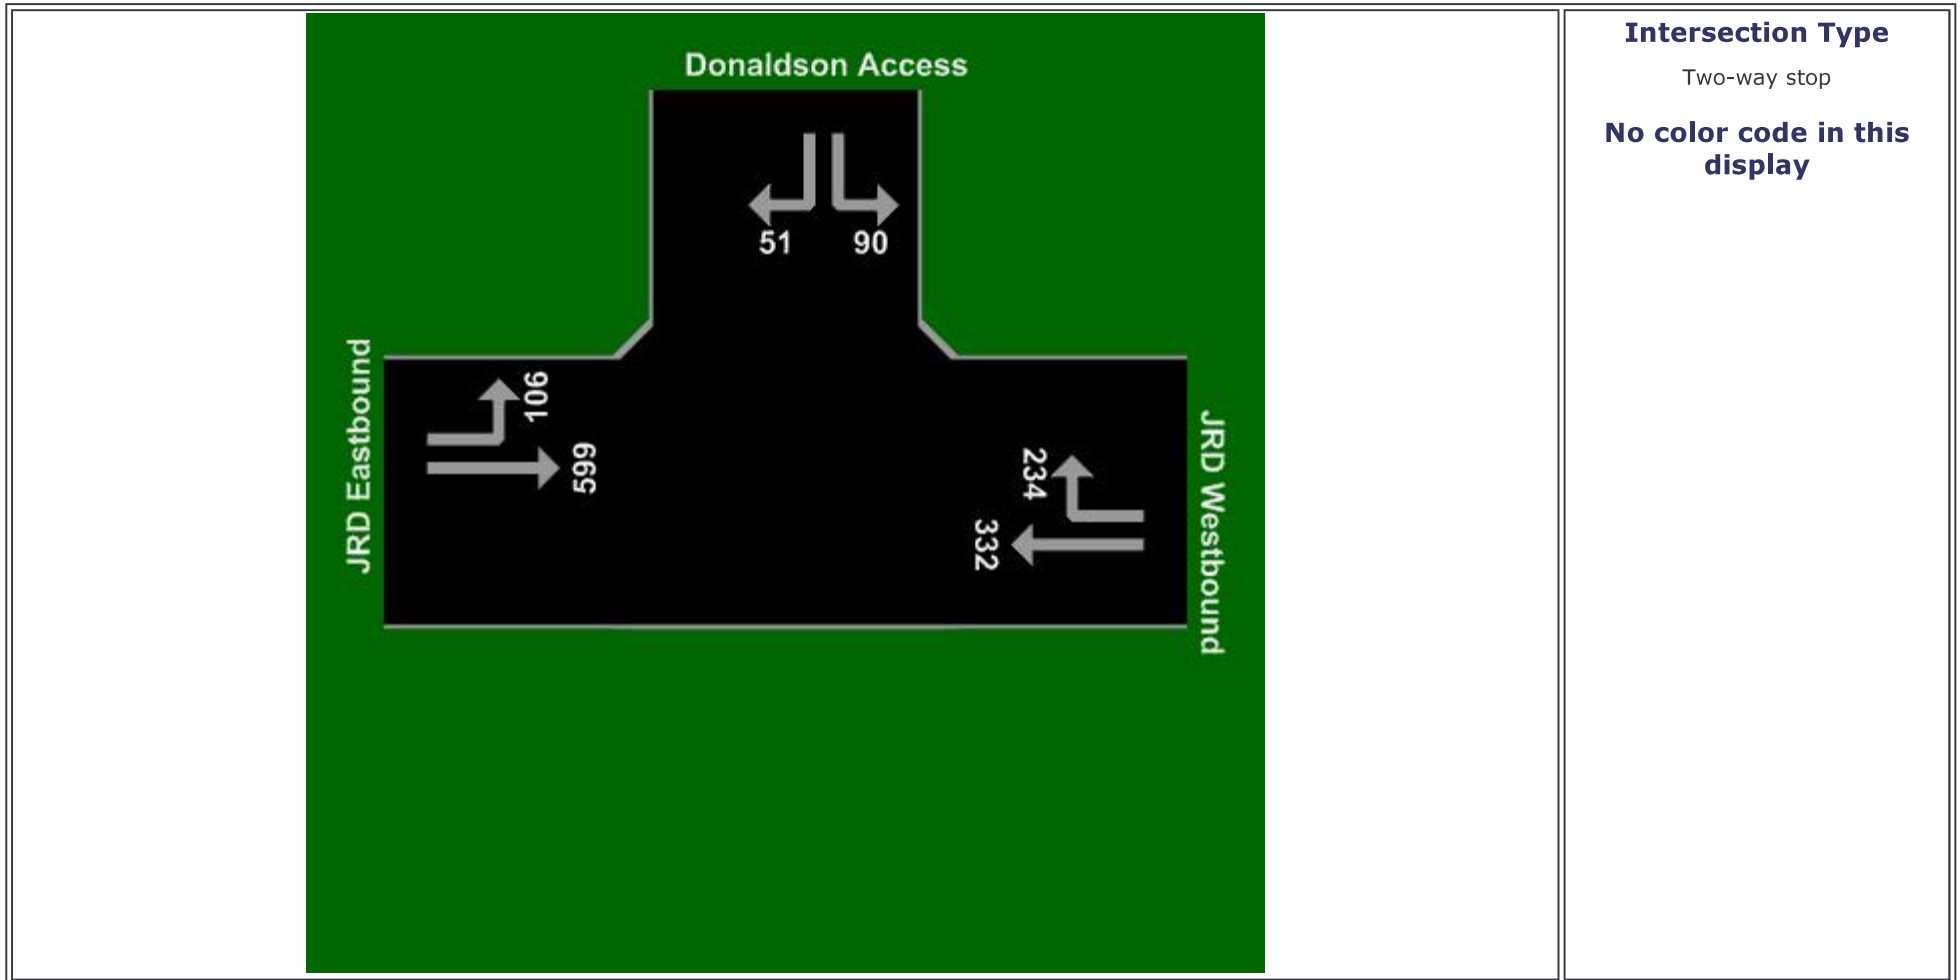 Donaldson Access
51 90
JRD Eastbound
106
569
234
332
JRD Westbound
Intersection Type
Two-way stop
No color code in this
display